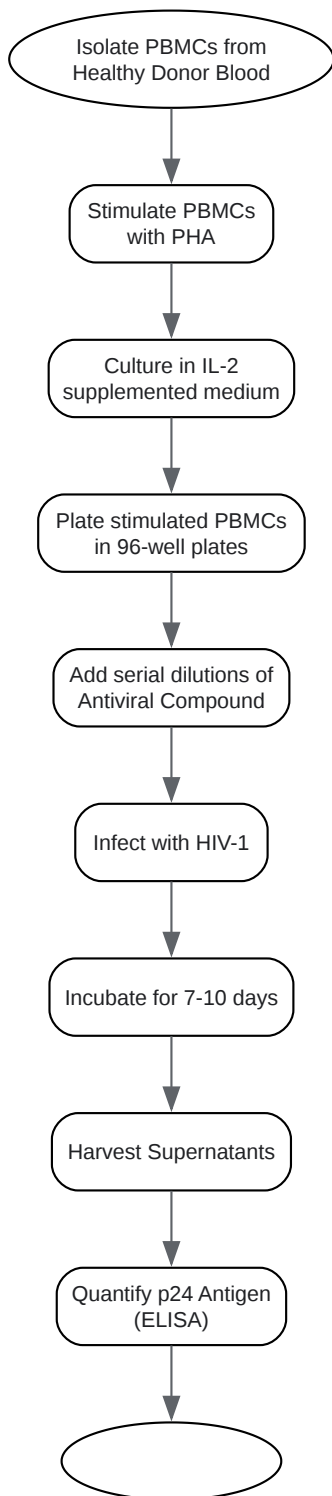 Isolate PBMCs from
Healthy Donor Blood
Stimulate PBMCs
with PHA
Culture in IL-2
supplemented medium
Plate stimulated PBMCs
in 96-well plates
Add serial dilutions of
Antiviral Compound
Infect with HIV-1
Incubate for 7-10 days
Harvest Supernatants
Quantify p24 Antigen
(ELISA)